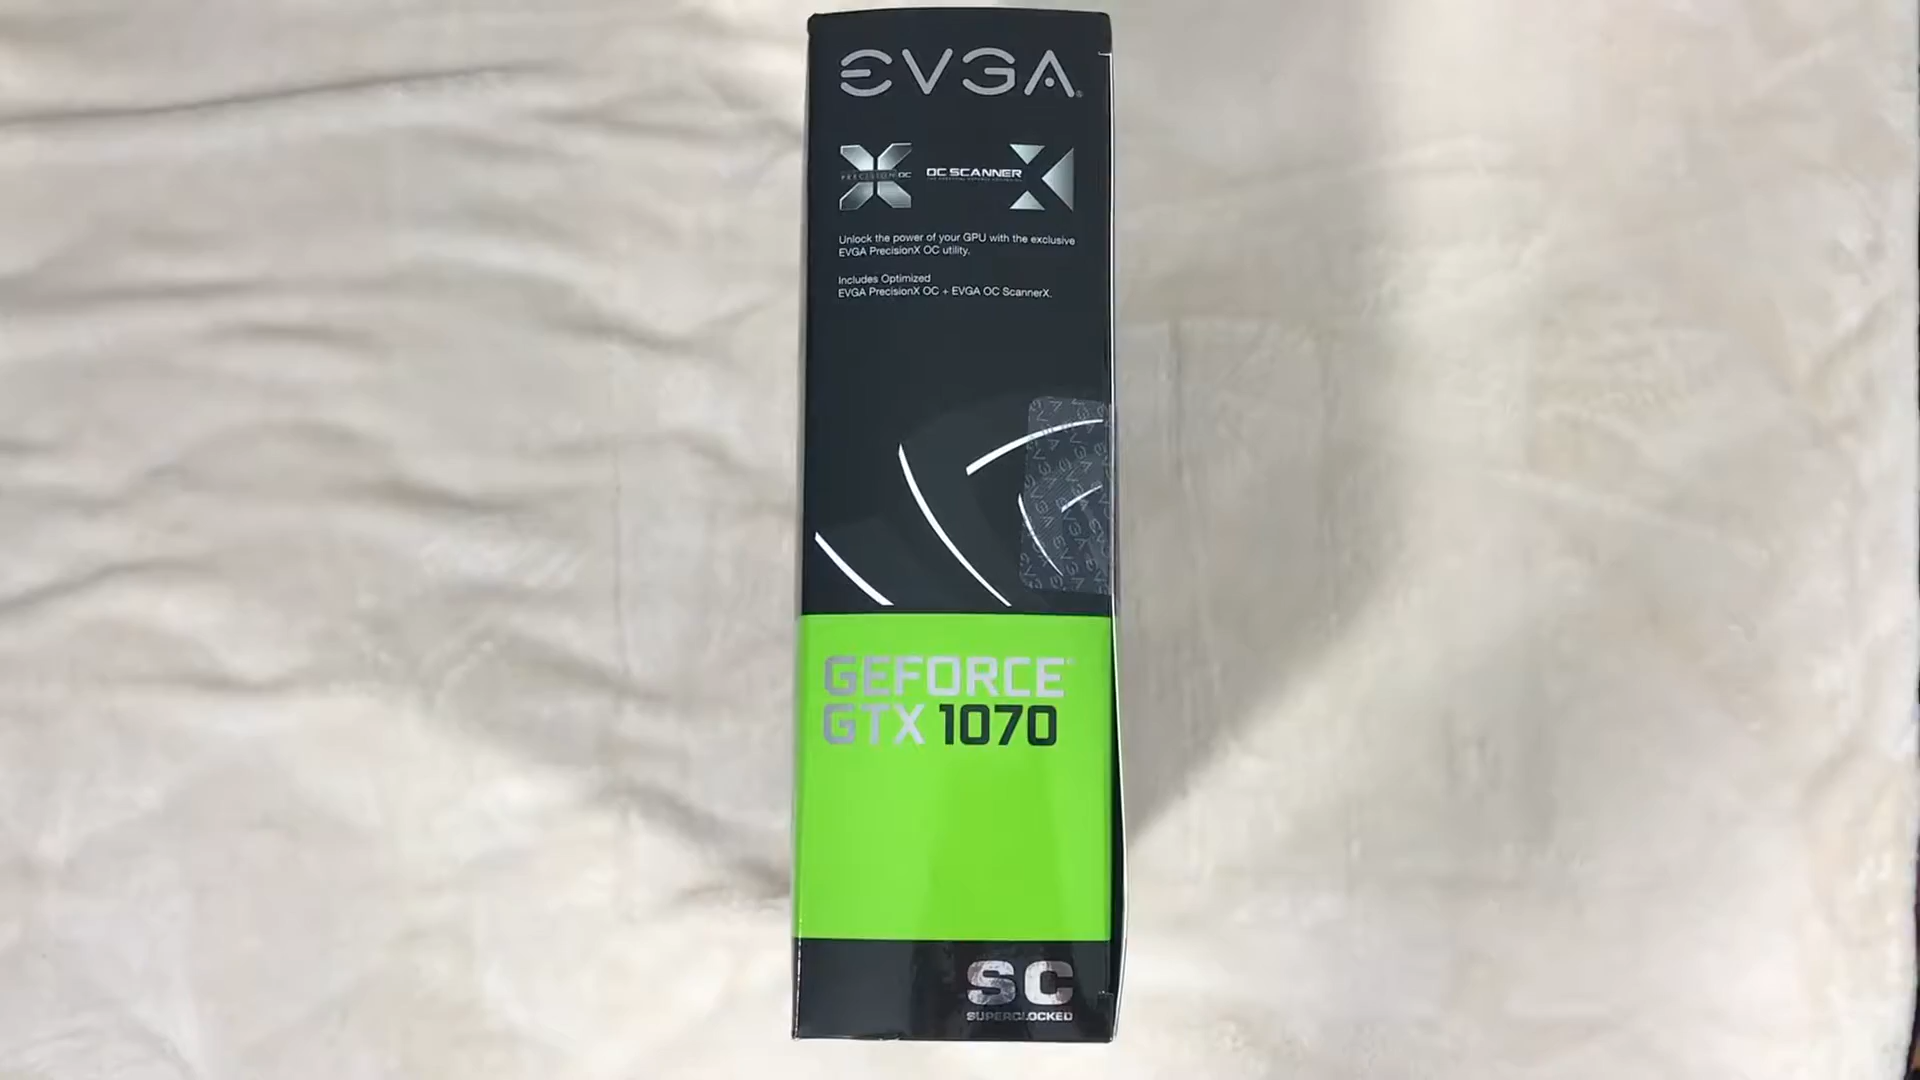 EVGA
PRECISION OC
OC SCANNER
Unlock the power of your GPU with the exclusive
EVGA PrecisionX OC utility.
Includes Optimized
EVGA PrecisionX OC + EVGA OC ScannerX.
GEFORCE
GTX 1070
SC
SUPERCLOCKED